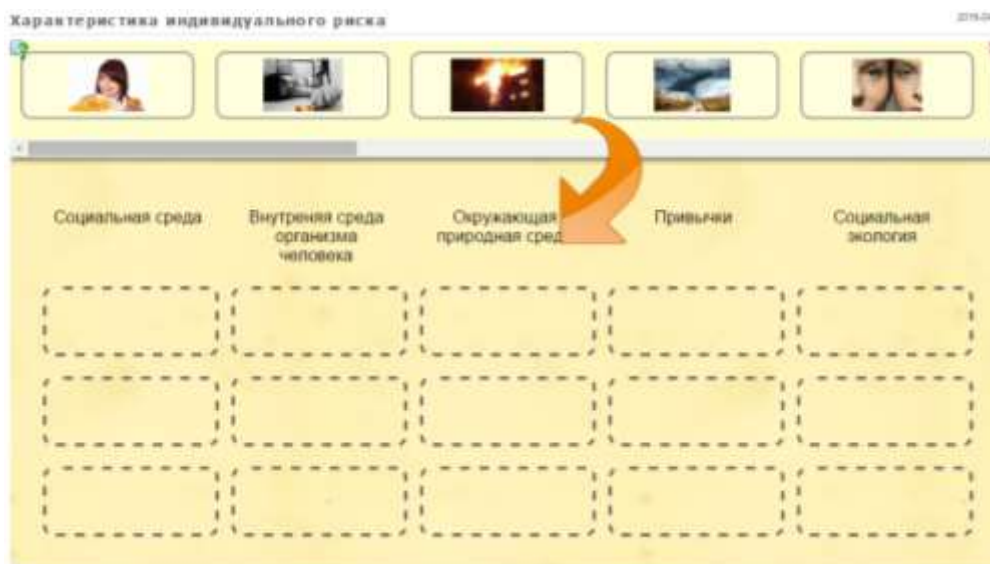 Характеристика индивидуального риска
Социальная среда
Внутреняя среда
организма
человека
Окружающая
природная сред
Привычки
Социальная
экология